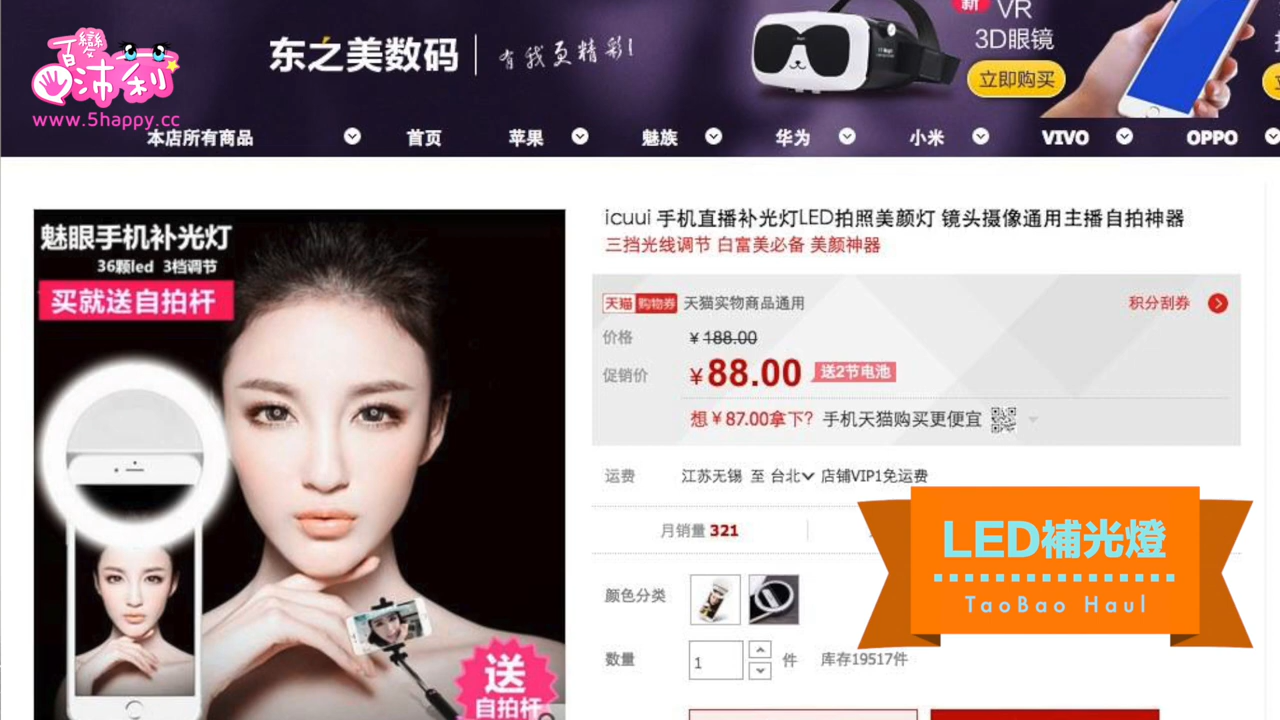 百變
沛利
www.5happy.cc
东之美数码
有我更精彩!
新
VR
3D眼镜
立即购买
本店所有商品
首页
苹果
魅族
华为
小米
VIVO
OPPO
魅眼手机补光灯
36颗led 3档调节
买就送自拍杆
送
自拍杆
icuui 手机直播补光灯LED拍照美颜灯 镜头摄像通用主播自拍神器
三挡光线调节 白富美必备 美颜神器
天猫 购物券 天猫实物商品通用
积分刮券
价格
¥ 188.00
促销价
¥ 88.00 送2节电池
想¥87.00拿下? 手机天猫购买更便宜
运费
江苏无锡 至 台北 店铺VIP1免运费
月销量 321
颜色分类
数量
1
件
库存19517件
LED補光燈
TaoBao Haul